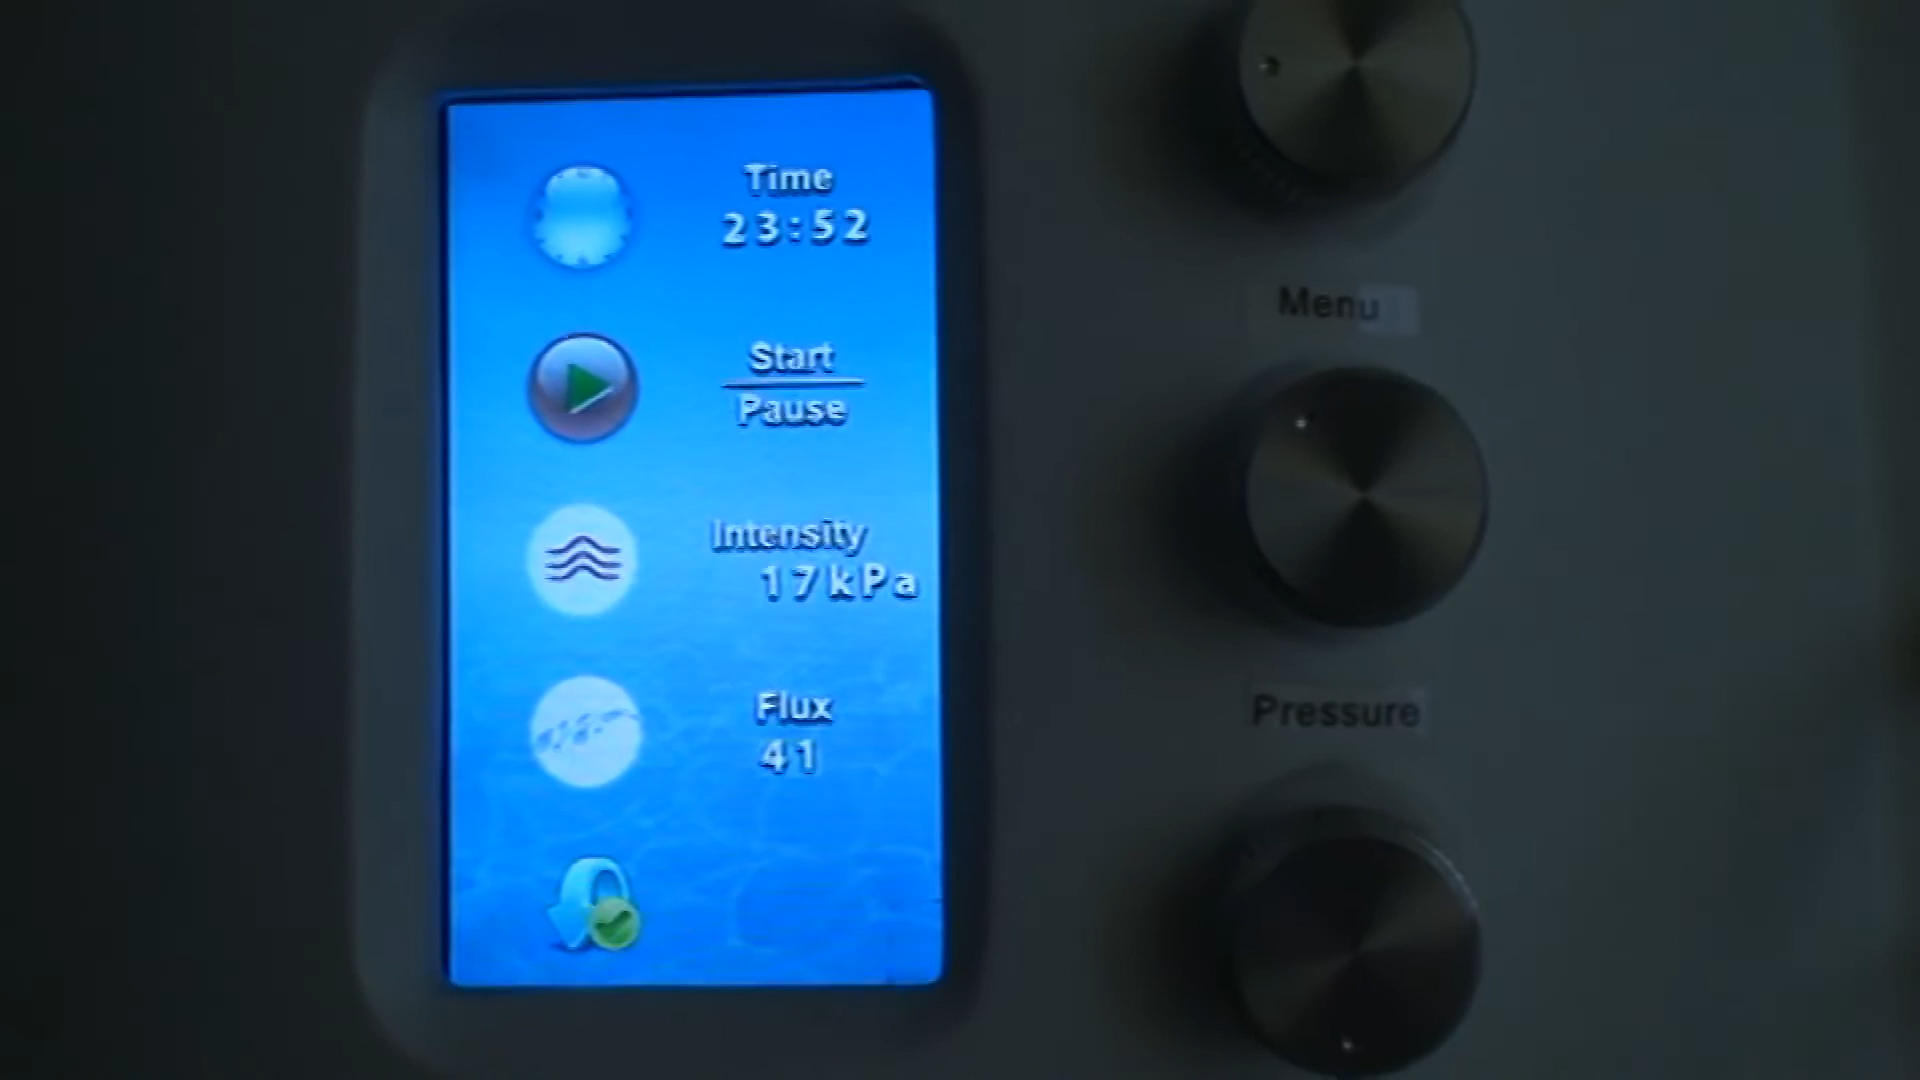 Time
23:52
Start
Pause
Intensity
17kPa
Flux
41
Menu
Pressure